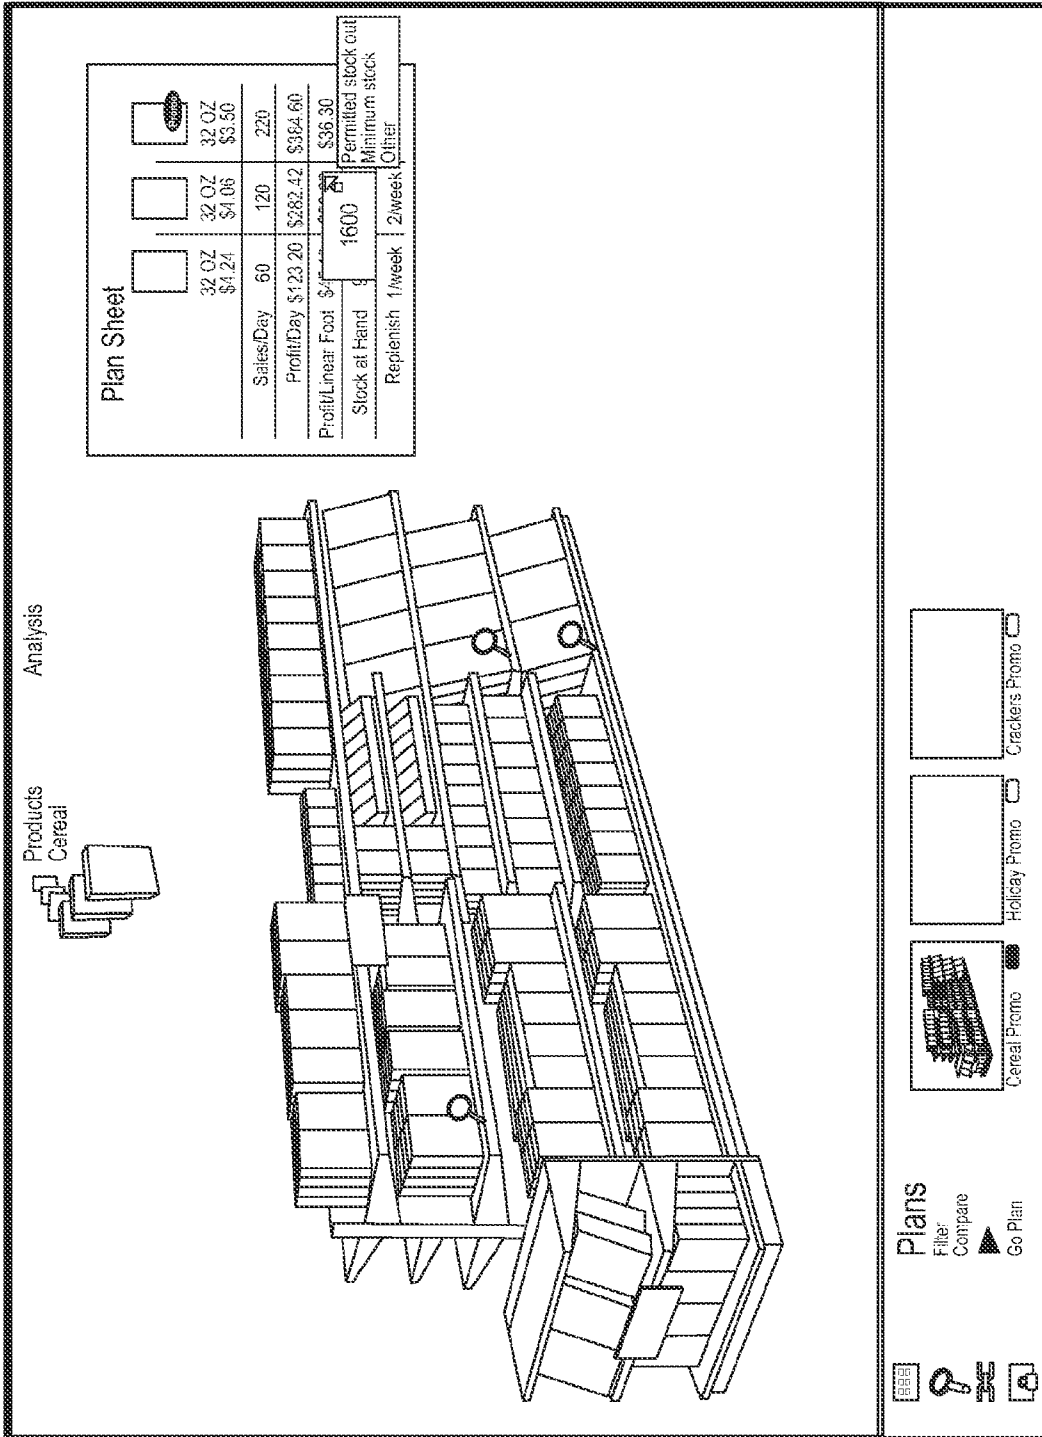 Products
Cereal
Analysis
Plan Sheet
32 OZ 32 OZ 32 OZ
$4.24 $4.06 $3.50
Sales/Day 60 120 220
Profit/Day $123.20 $282.42 $384.60
Profit/Linear Foot $36.30
Stock at Hand 1600
Replenish 1/week 2/week
Permitted stock out
Minimum stock
Other
Plans
Filter
Compare
Go Plan
Cereal Promo
Holicay Promo
Crackers Promo